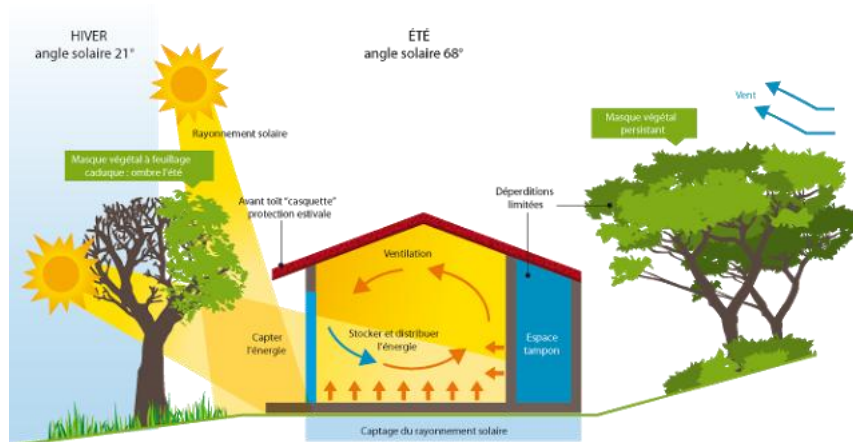 HIVER
angle solaire 21°
ÉTÉ
angle solaire 68°
Rayonnement solaire
Masque végétal à feuillage
caduque : ombre l'été
Avant toît "casquette"
protection estivale
Déperditions
limitées
Masque végétal
persistant
Vent
Ventilation
Capter
l'énergie
Stocker et distribuer
l'énergie
Espace
tampon
Captage du rayonnement solaire